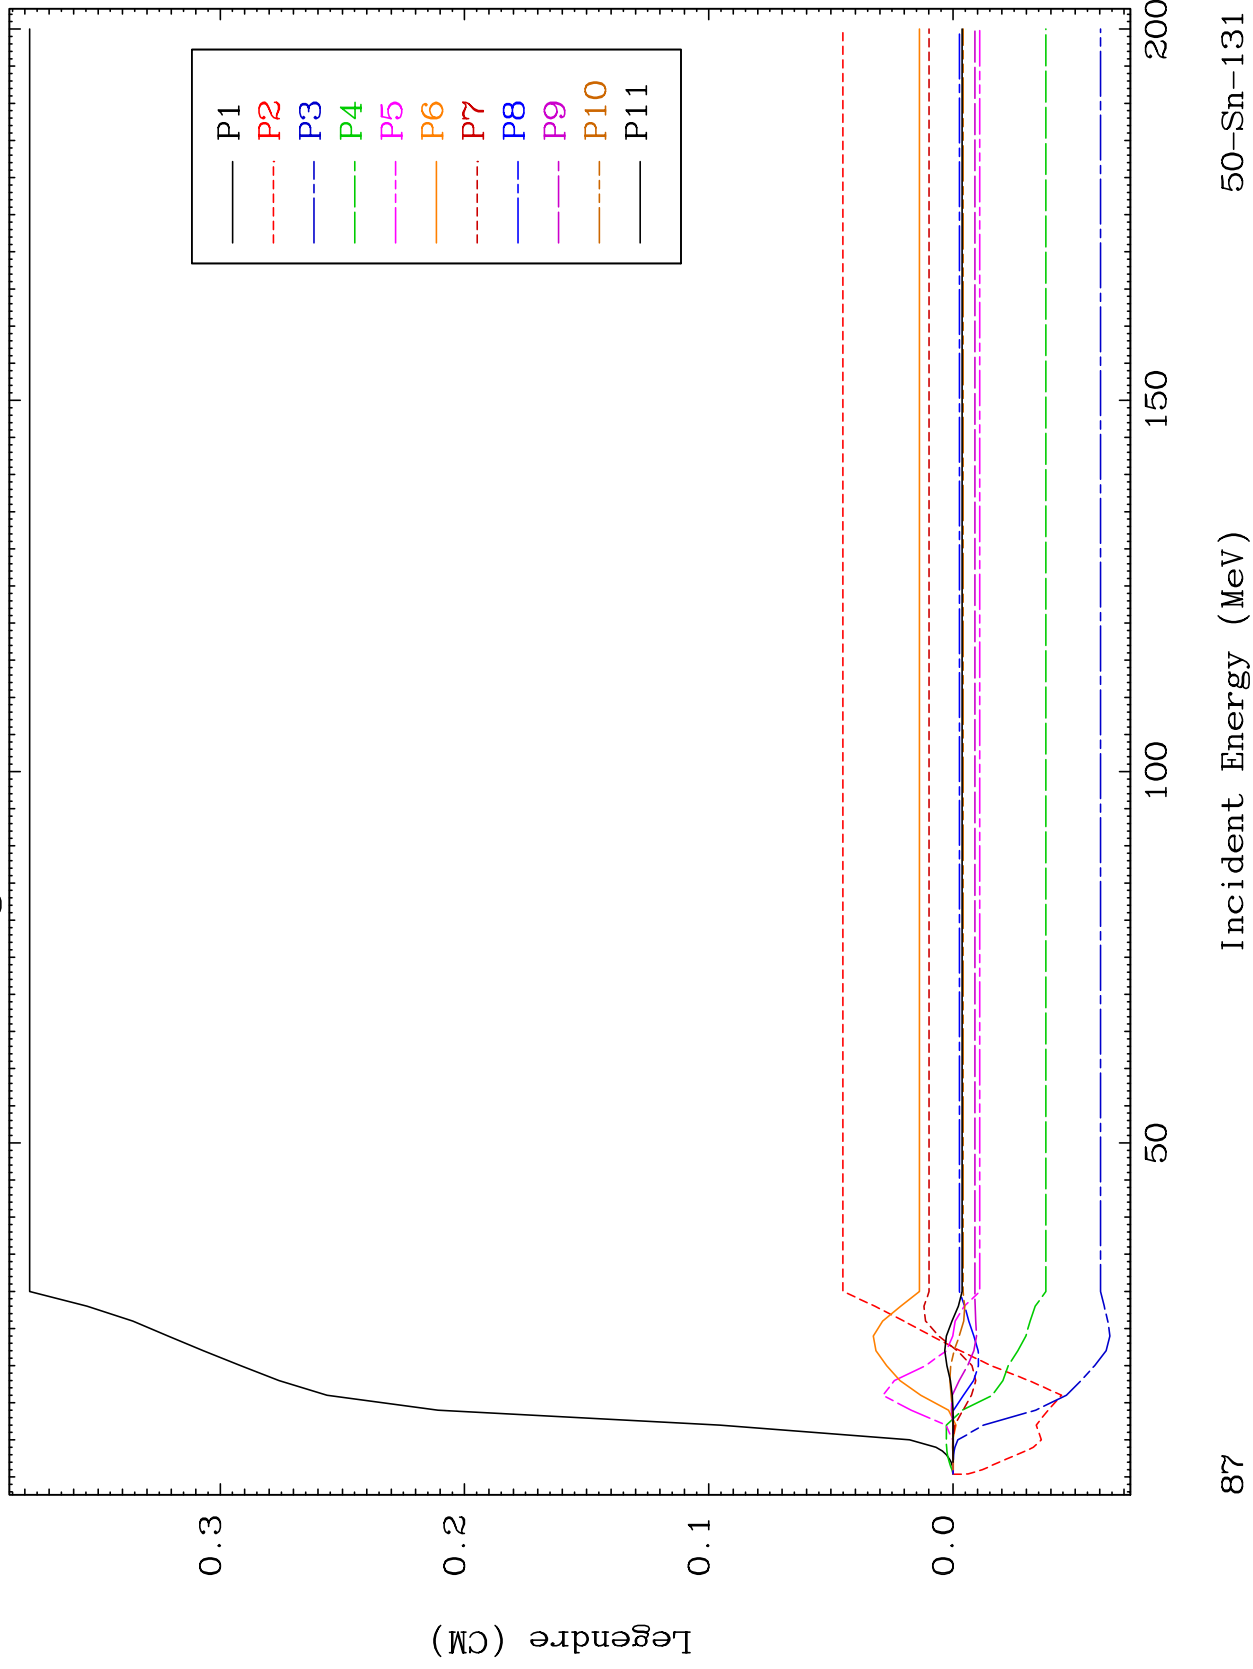 P1
P2
P3
P4
P5
P6
P7
P8
P9
P10
P11
Legendre (CM)
0.3
0.2
0.1
0.0
50
100
150
200
Incident Energy (MeV)
87
50-Sn-131